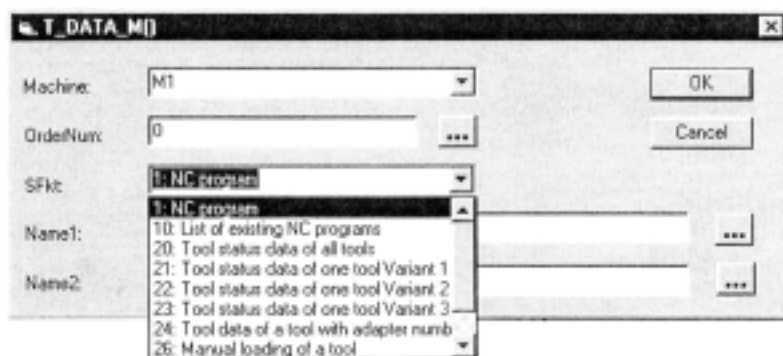 T_DATA_M()
Machine: M1 OK
OrderNum: 0 ... Cancel
SFkt: 1: NC program
1: NC program
10: List of existing NC programs
Name1: ...
20: Tool status data of all tools
21: Tool status data of one tool Variant 1
22: Tool status data of one tool Variant 2
Name2: ...
23: Tool status data of one tool Variant 3
24: Tool data of a tool with adapter numb
26: Manual loading of a tool